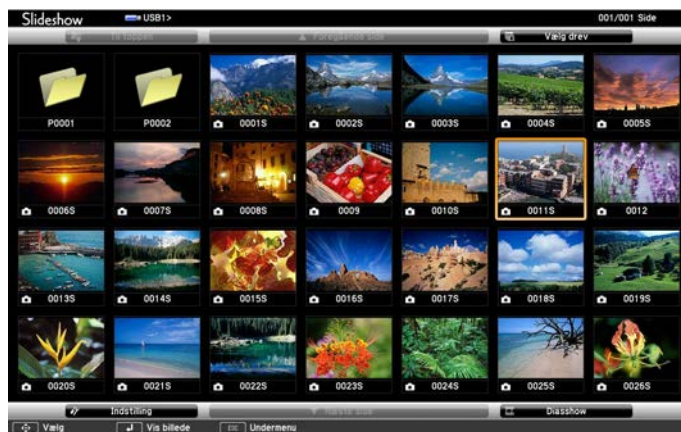 Slideshow USB1> 001/001 Side
Til toppen ▲ Foregående side Vælg drev
P0001 P0002 0001S 0002S 0003S 0004S 0005S
0006S 0007S 0008S 0009 0010S 0011S 0012
0013S 0014S 0015S 0016S 0017S 0018S 0019S
0020S 0021S 0022S 0023S 0024S 0025S 0026S
Indstilling ▼ Næste side Diasshow
Vælg Vis billede Esc Undermenu